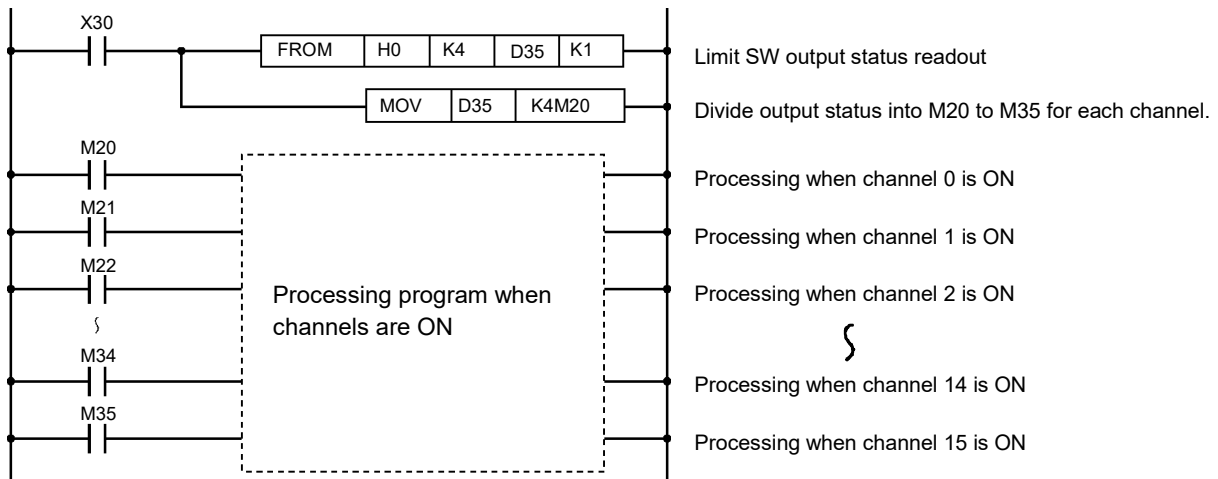 X30
FROM H0 K4 D35 K1 Limit SW output status readout
MOV D35 K4M20 Divide output status into M20 to M35 for each channel.
M20
Processing when channel 0 is ON
M21
Processing when channel 1 is ON
M22
Processing when channel 2 is ON
Processing program when
channels are ON
M34
Processing when channel 14 is ON
M35
Processing when channel 15 is ON